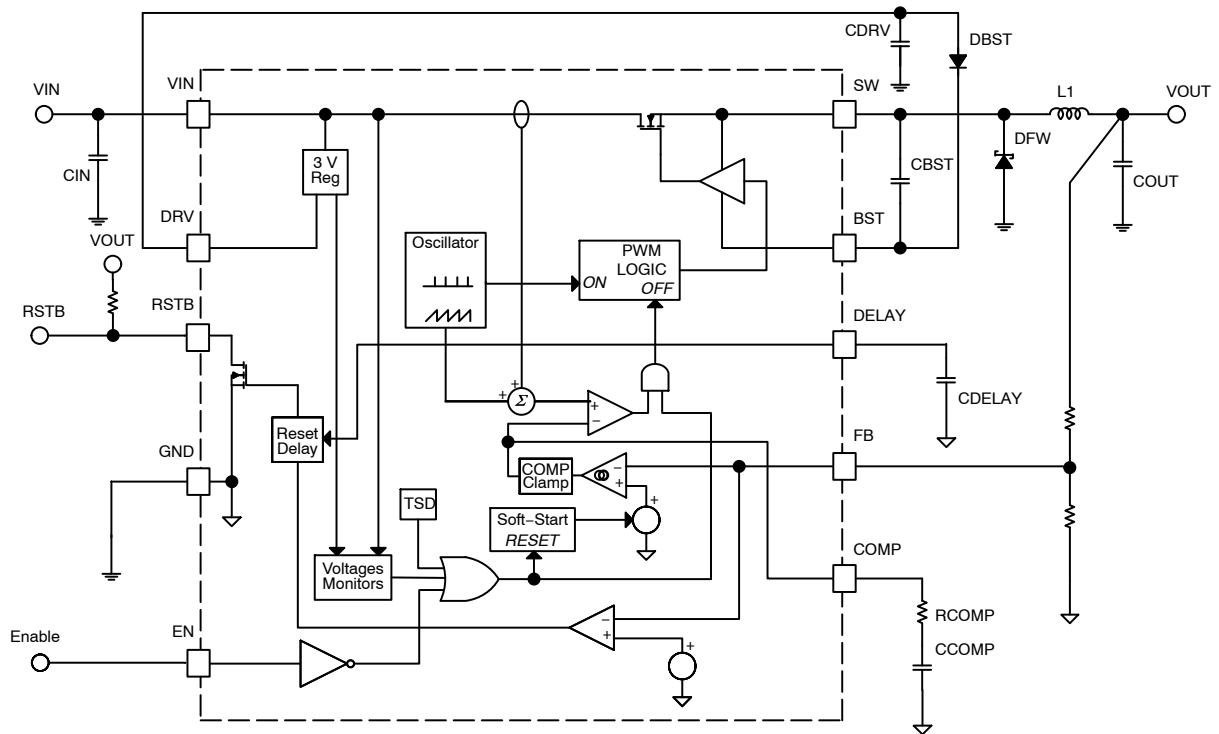 CDRV
DBST
VIN
VIN
SW
L1
VOUT
3 V
Reg
DFW
CIN
CBST
COUT
DRV
BST
VOUT
Oscillator
PWM
LOGIC
ON
OFF
RSTB
RSTB
DELAY
+
+
Σ
+
−
CDELAY
Reset
Delay
FB
GND
COMP
Clamp
−
+
+
TSD
Soft−Start
RESET
COMP
Voltages
Monitors
RCOMP
−
+
Enable
EN
+
CCOMP